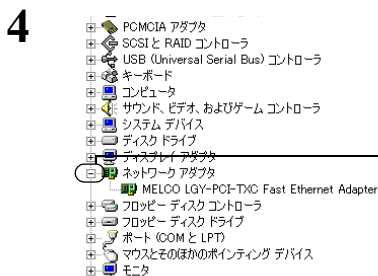 4
PCMCIA アダプタ
SCSI と RAID コントローラ
USB (Universal Serial Bus) コントローラ
キーボード
コンピュータ
サウンド、ビデオ、およびゲーム コントローラ
システム デバイス
ディスク ドライブ
ディスプレイ アダプタ
ネットワーク アダプタ
MELCO LGY-PCI-TXC Fast Ethernet Adapter
フロッピー ディスク コントローラ
フロッピー ディスク ドライブ
ポート (COM と LPT)
マウスとそのほかのポインティング デバイス
モニタ